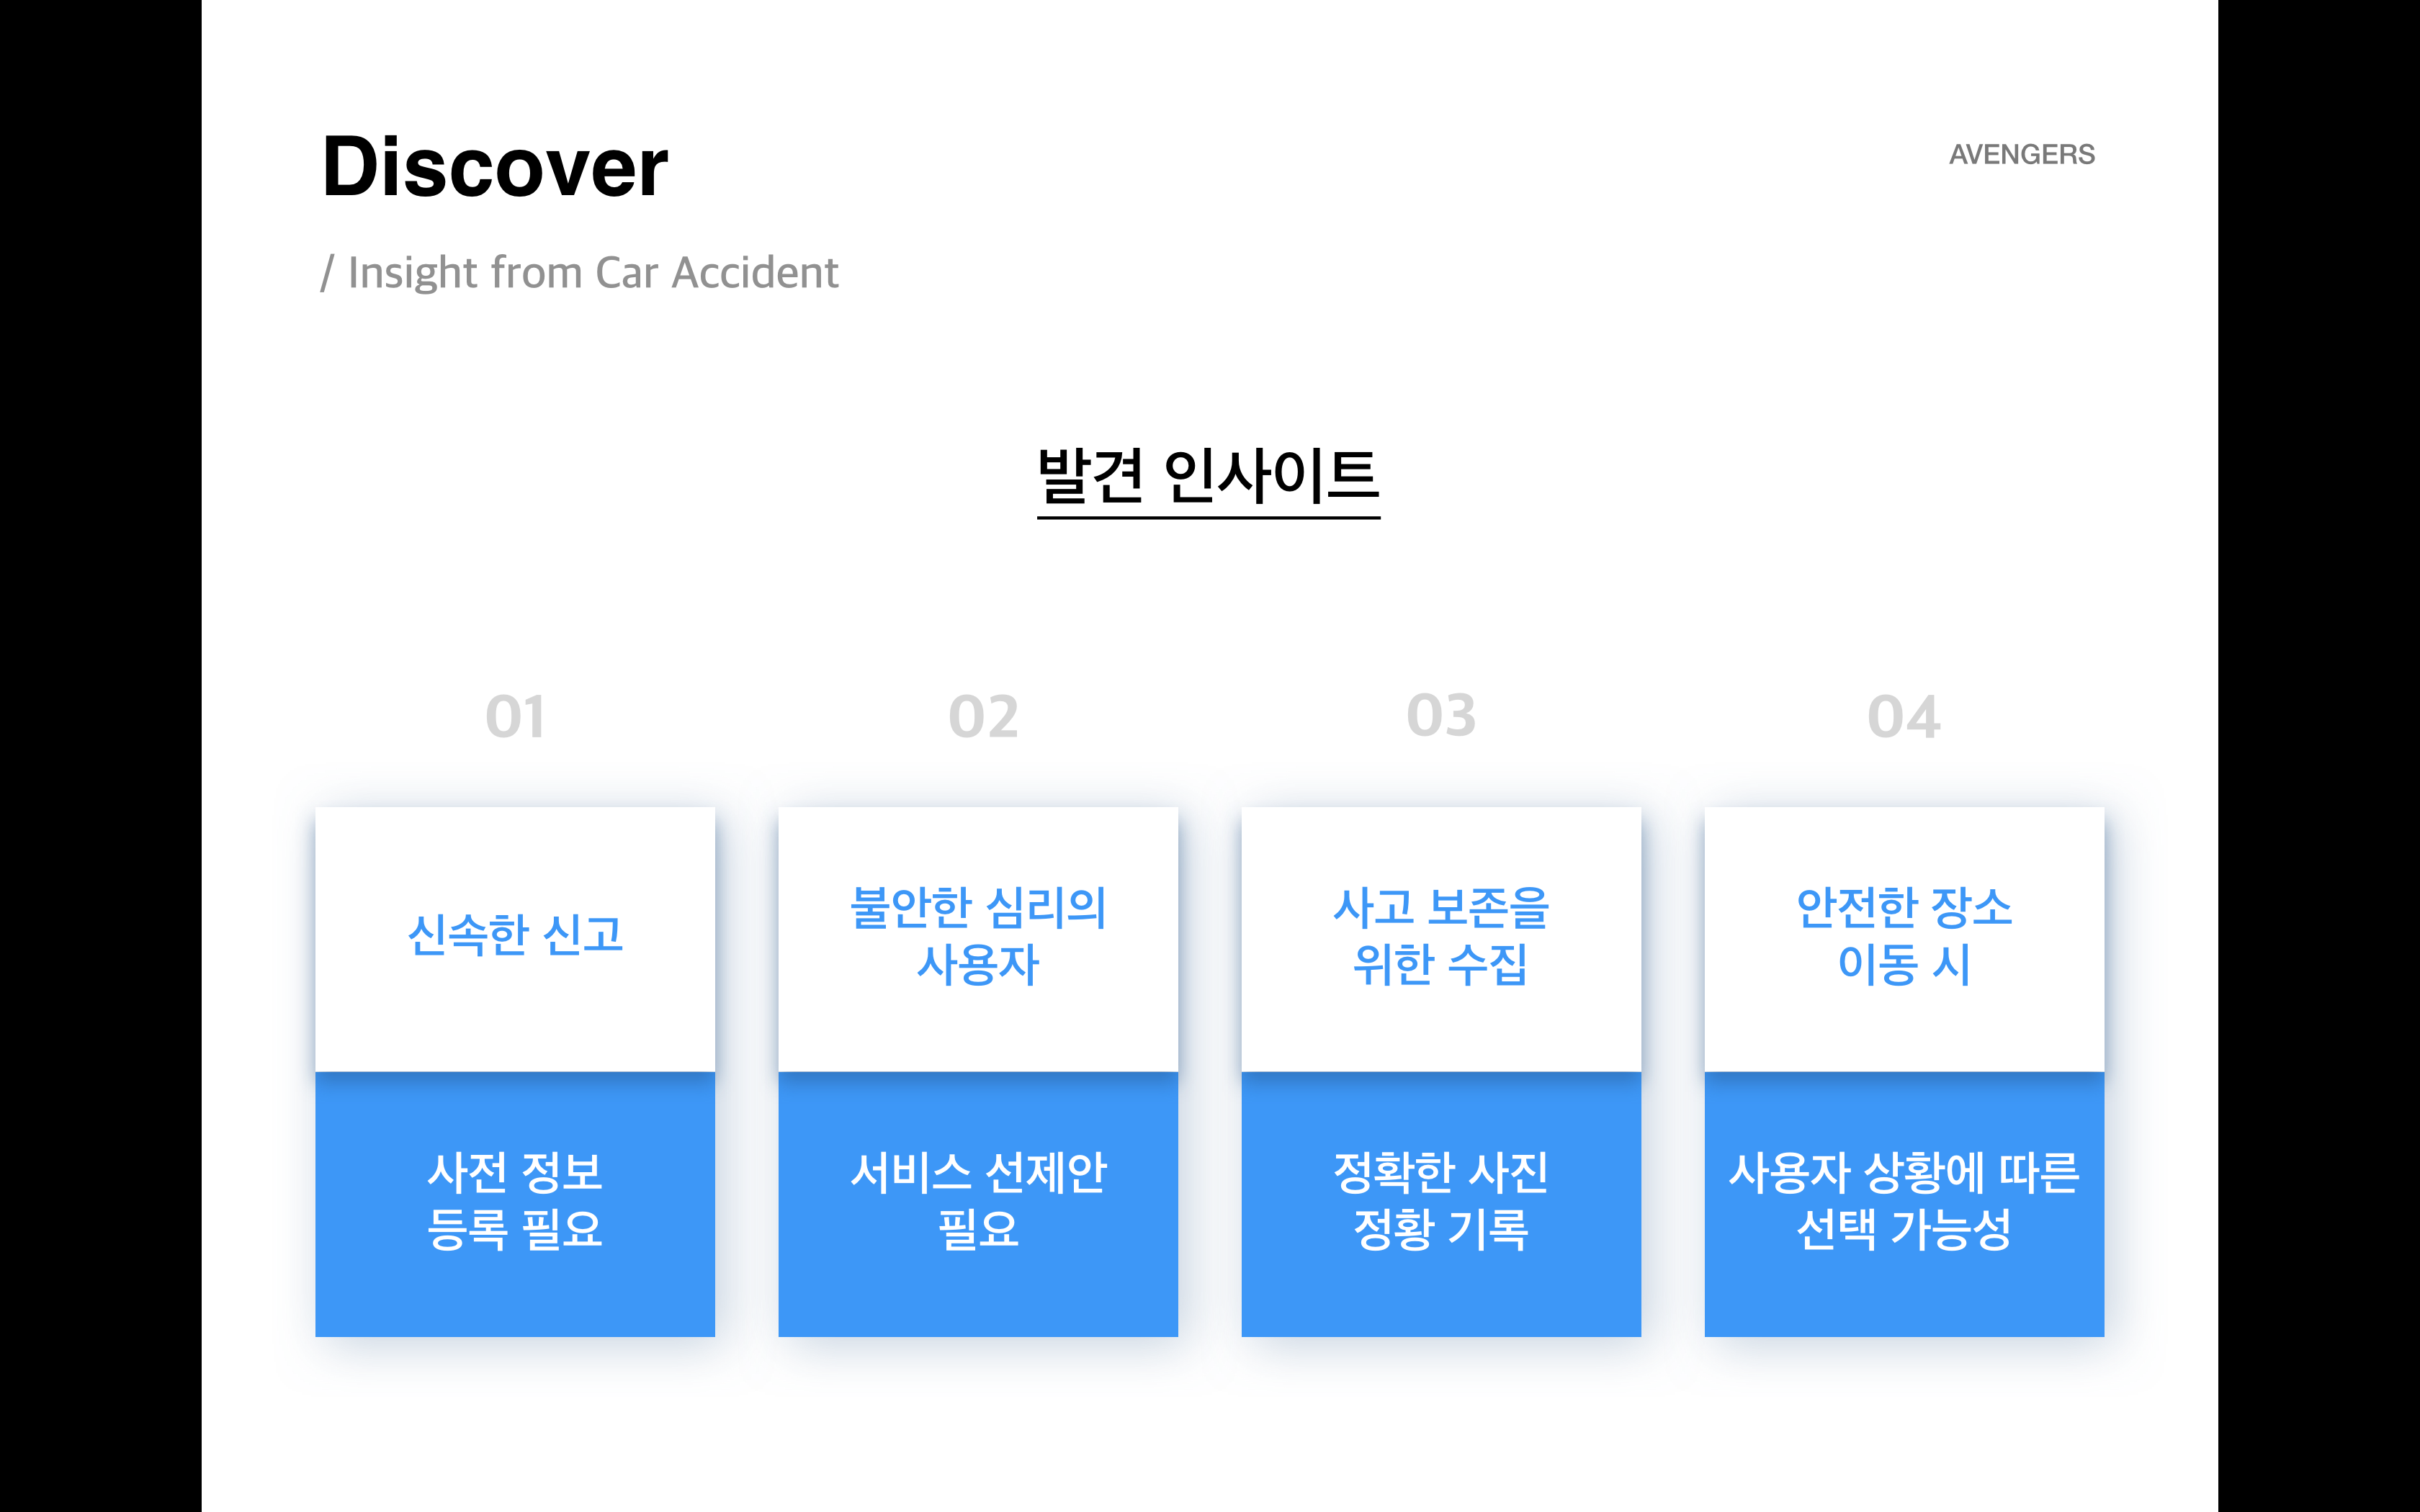 Discover
AVENGERS
/ Insight from Car Accident
발견 인사이트
01
02
03
04
신속한 신고
불안한 심리의
사용자
사고 보존을
위한 수집
안전한 장소
이동 시
사전 정보
등록 필요
서비스 선제안
필요
정확한 사진
정황 기록
사용자 상황에 따른
선택 가능성